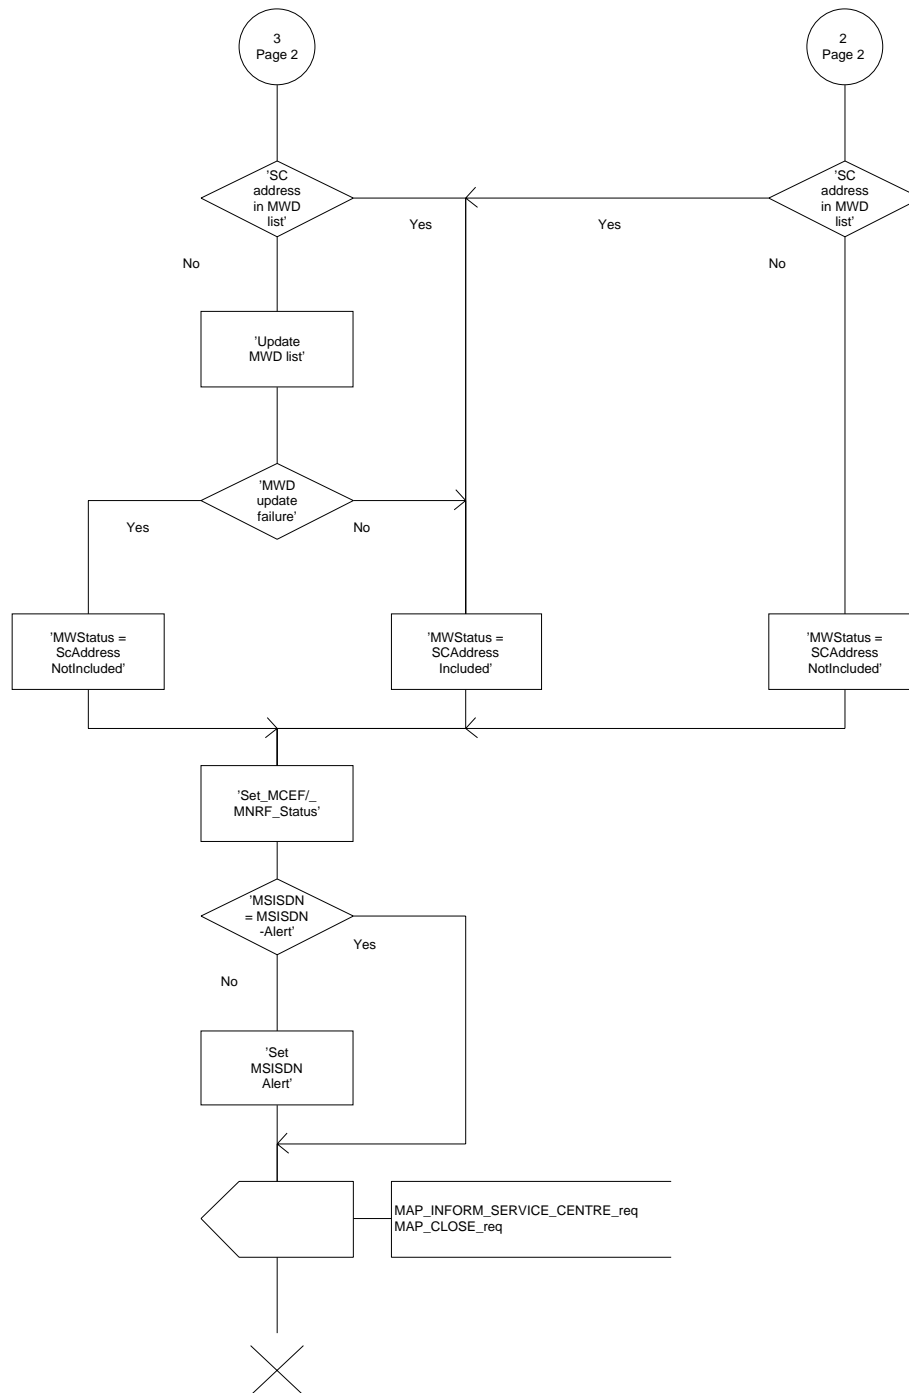 3
Page 2
2
Page 2
’SC
address
in MWD
list’
’SC
address
in MWD
list’
Yes
Yes
No
No
’Update
MWD list’
’MWD
update
failure’
Yes
No
’MWStatus =
ScAddress
NotIncluded’
’MWStatus =
SCAddress
Included’
’MWStatus =
SCAddress
NotIncluded’
’Set_MCEF/_
MNRF_Status’
’MSISDN
= MSISDN
-Alert’
Yes
No
’Set
MSISDN
Alert’
MAP_INFORM_SERVICE_CENTRE_req
MAP_CLOSE_req